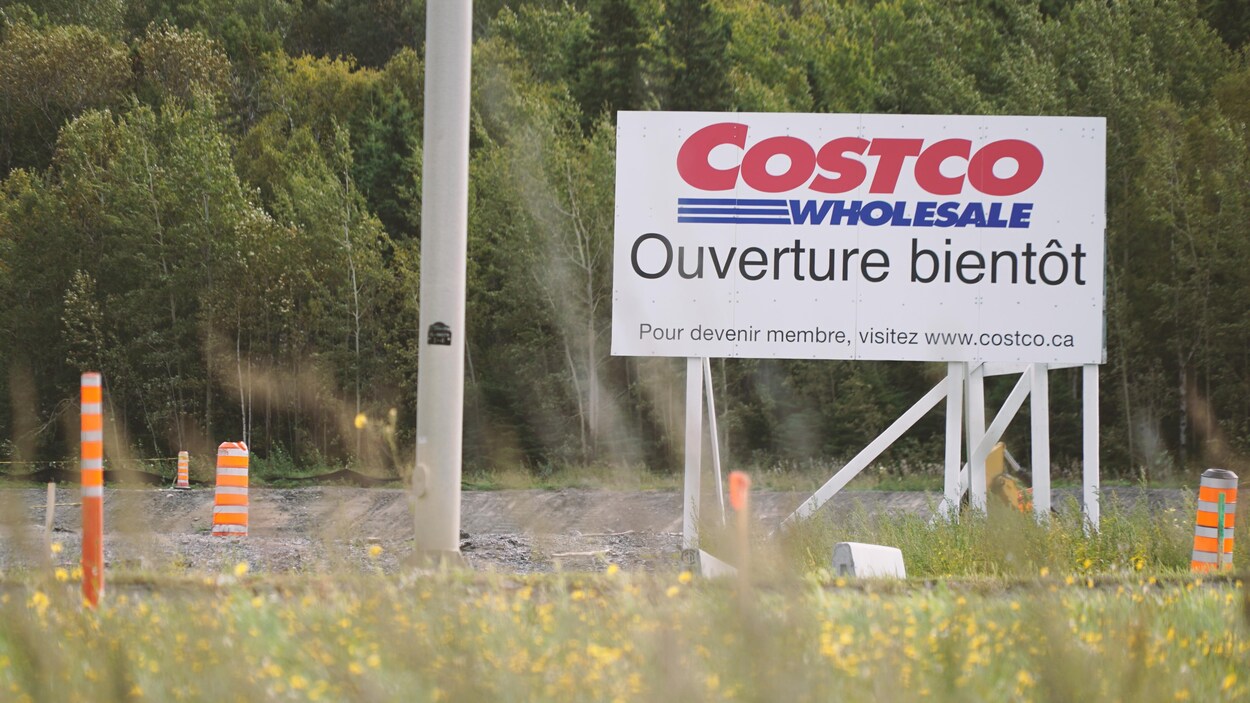 COSTCO
WHOLESALE
Ouverture bientôt
Pour devenir membre, visitez www.costco.ca